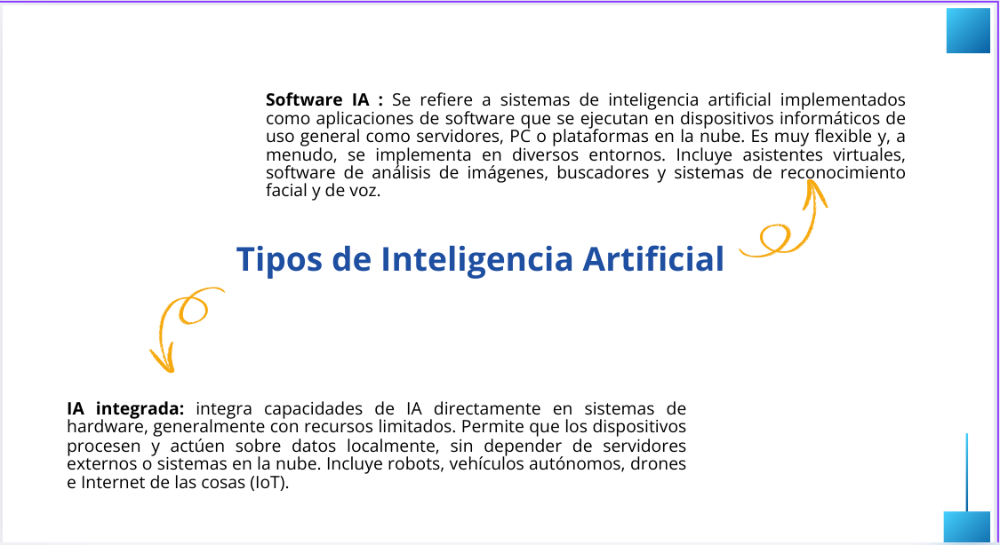 Software IA : Se refiere a sistemas de inteligencia artificial implementados
como aplicaciones de software que se ejecutan en dispositivos informáticos de
uso general como servidores, PC o plataformas en la nube. Es muy flexible y, a
menudo, se implementa en diversos entornos. Incluye asistentes virtuales,
software de análisis de imágenes, buscadores y sistemas de reconocimiento
facial y de voz.
Tipos de Inteligencia Artificial
IA integrada: integra capacidades de IA directamente en sistemas de
hardware, generalmente con recursos limitados. Permite que los dispositivos
procesen y actúen sobre datos localmente, sin depender de servidores
externos o sistemas en la nube. Incluye robots, vehículos autónomos, drones
e Internet de las cosas (IoT).